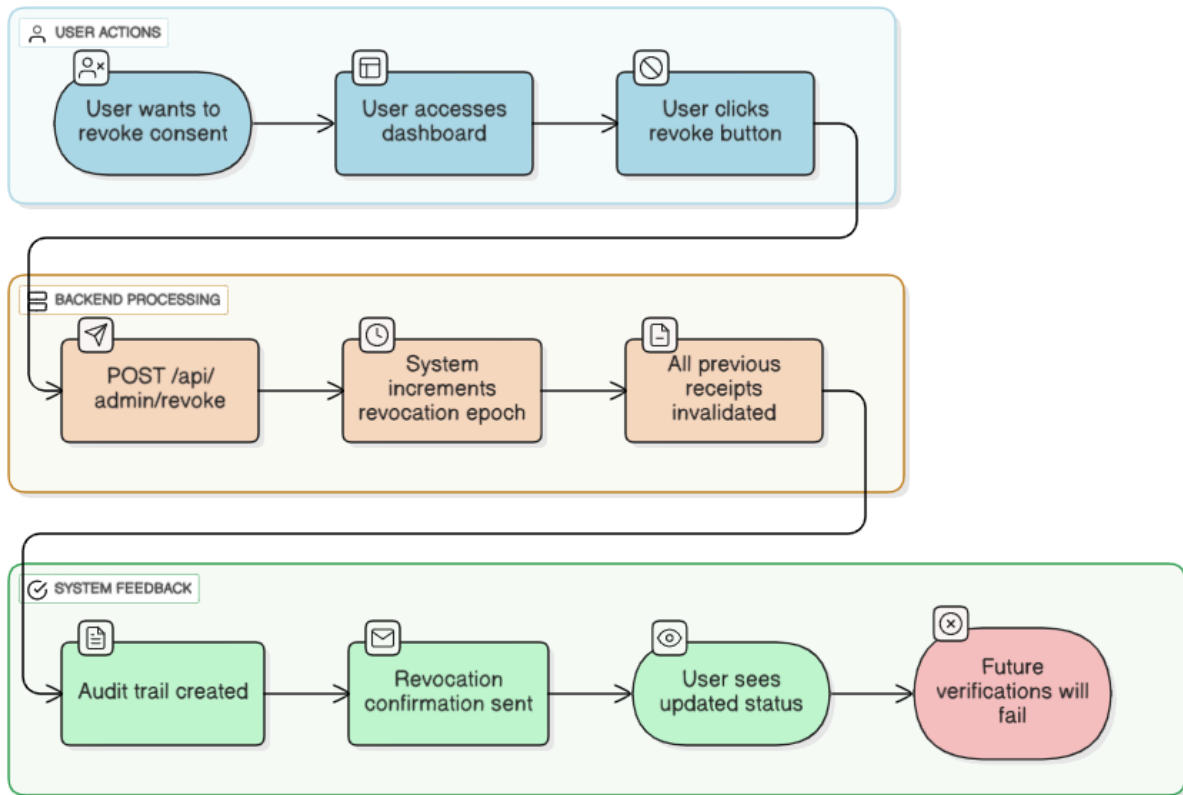 USER ACTIONS
User wants to
revoke consent
User accesses
dashboard
User clicks
revoke button
BACKEND PROCESSING
POST /api/
admin/revoke
System
increments
revocation epoch
All previous
receipts
invalidated
SYSTEM FEEDBACK
Audit trail created
Revocation
confirmation sent
User sees
updated status
Future
verifications will
fail